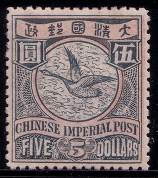 大清國郵政
伍圓
CHINESE IMPERIAL POST
FIVE 5 DOLLARS